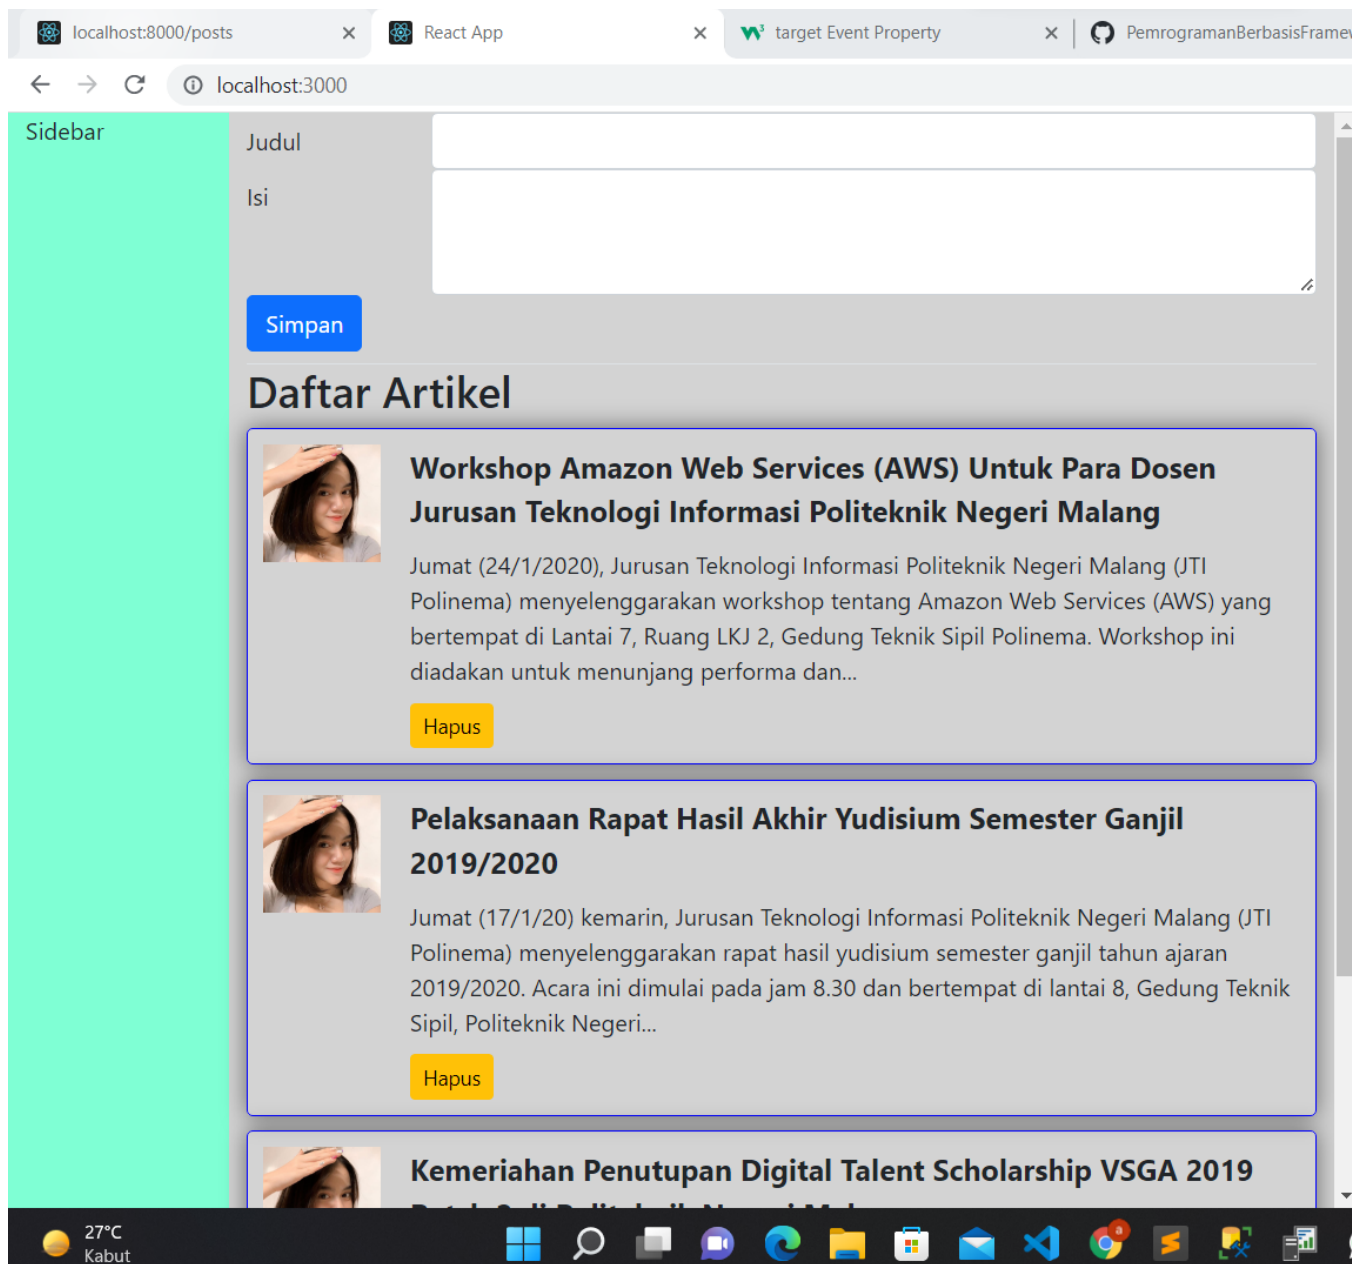 localhost:8000/posts
React App
target Event Property
PemrogramanBerbasisFramew
localhost:3000
Sidebar
Judul
Isi
Simpan
Daftar Artikel
Workshop Amazon Web Services (AWS) Untuk Para Dosen
Jurusan Teknologi Informasi Politeknik Negeri Malang
Jumat (24/1/2020), Jurusan Teknologi Informasi Politeknik Negeri Malang (JTI
Polinema) menyelenggarakan workshop tentang Amazon Web Services (AWS) yang
bertempat di Lantai 7, Ruang LKJ 2, Gedung Teknik Sipil Polinema. Workshop ini
diadakan untuk menunjang performa dan...
Hapus
Pelaksanaan Rapat Hasil Akhir Yudisium Semester Ganjil
2019/2020
Jumat (17/1/20) kemarin, Jurusan Teknologi Informasi Politeknik Negeri Malang (JTI
Polinema) menyelenggarakan rapat hasil yudisium semester ganjil tahun ajaran
2019/2020. Acara ini dimulai pada jam 8.30 dan bertempat di lantai 8, Gedung Teknik
Sipil, Politeknik Negeri...
Hapus
Kemeriahan Penutupan Digital Talent Scholarship VSGA 2019
27°C
Kabut